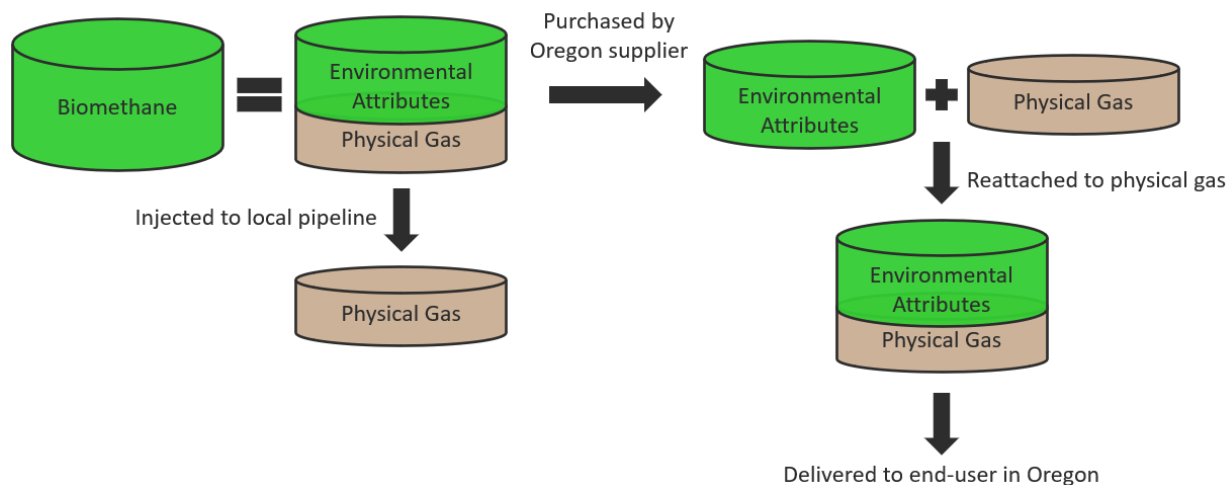 Biomethane
Environmental
Attributes
Physical Gas
Purchased by
Oregon supplier
Environmental
Attributes
Physical Gas
Injected to local pipeline
Physical Gas
Reattached to physical gas
Environmental
Attributes
Physical Gas
Delivered to end-user in Oregon